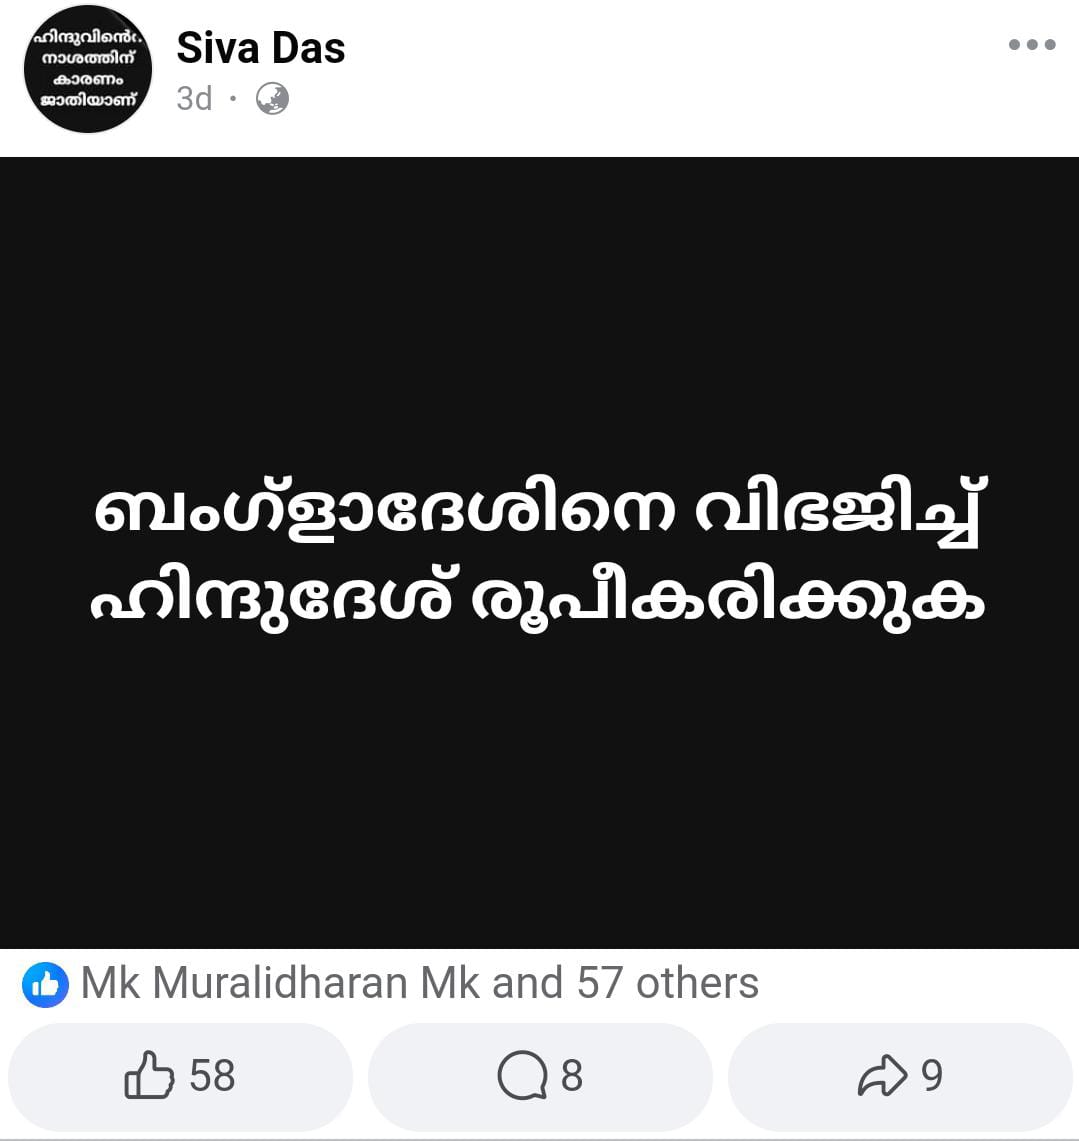 ഹിന്ദുവിന്റെ
നാശത്തിന്
കാരണം
ജാതിയാണ്
Siva Das
3d
ബംഗ്ളാദേശിനെ വിഭജിച്ച്
ഹിന്ദുദേശ് രൂപീകരിക്കുക
Mk Muralidharan Mk and 57 others
58
8
9